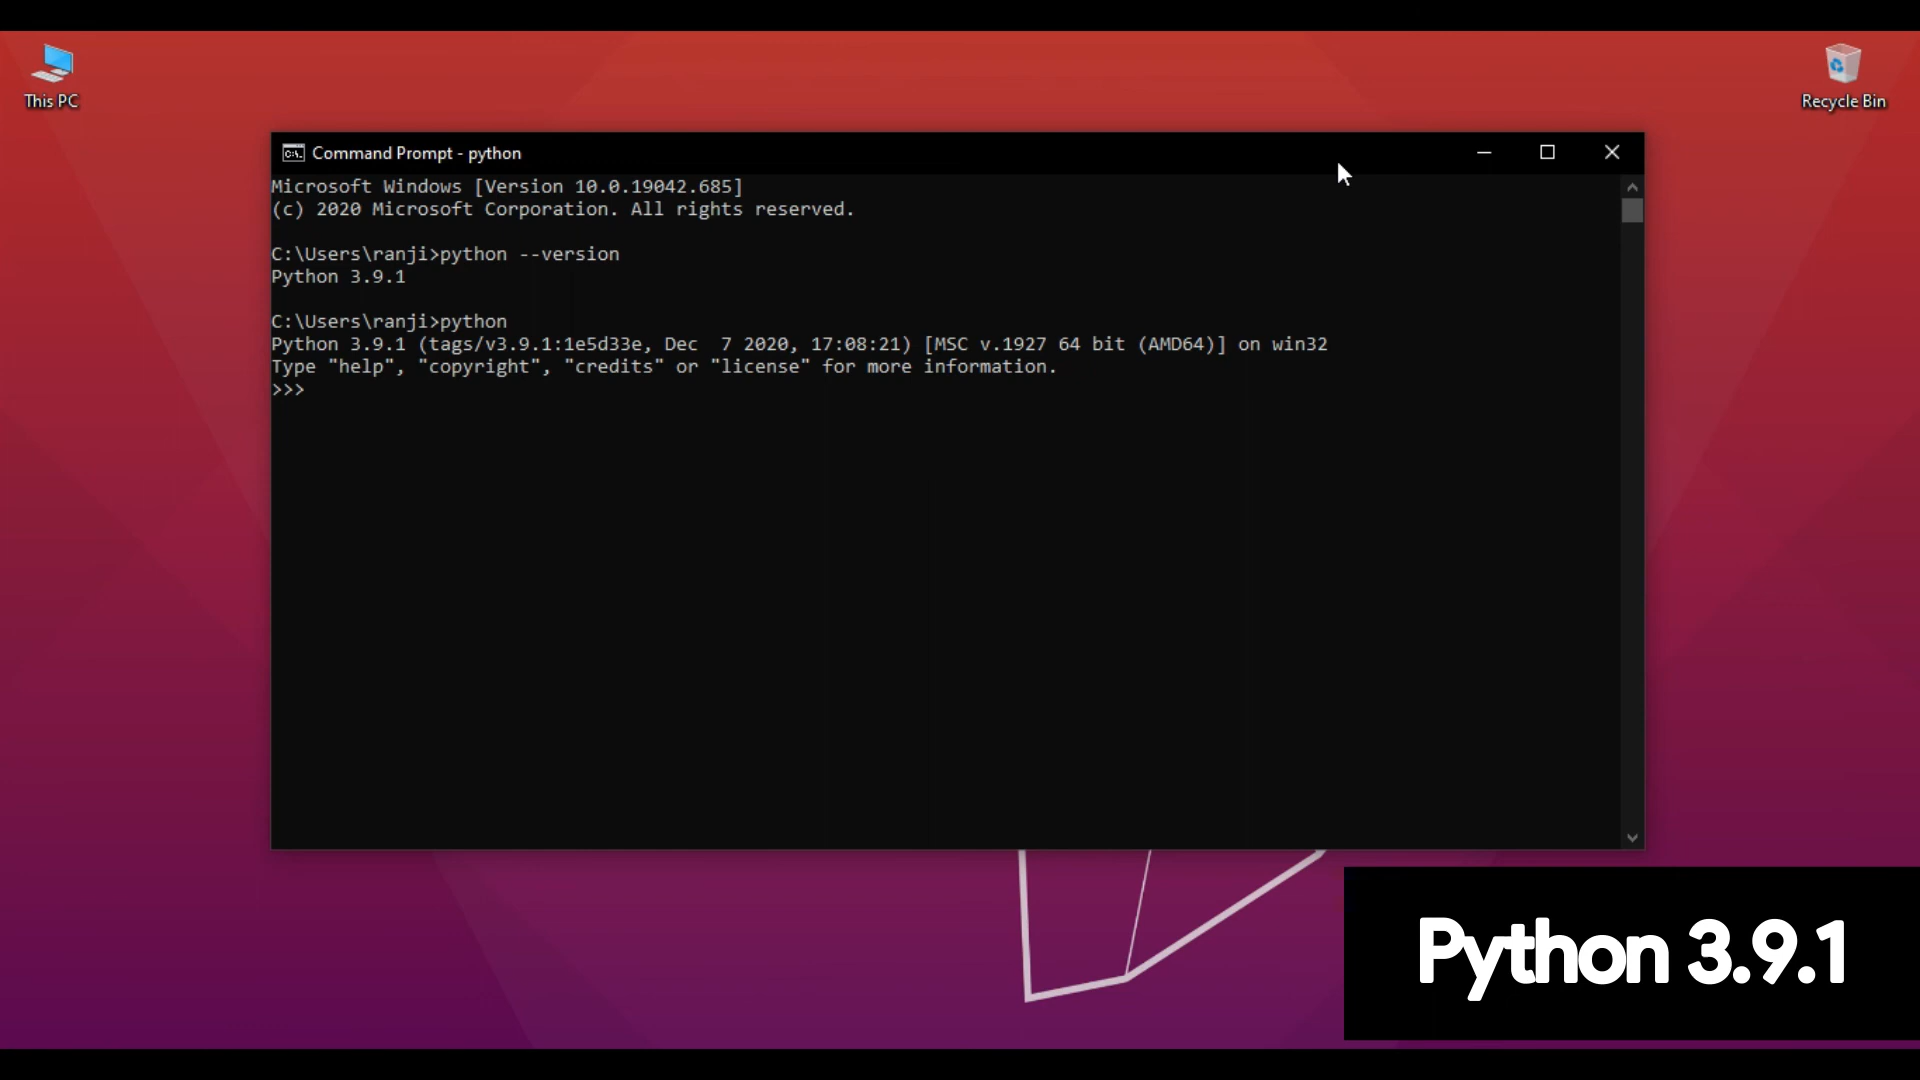 This PC
Recycle Bin
Command Prompt - python
Microsoft Windows [Version 10.0.19042.685]
(c) 2020 Microsoft Corporation. All rights reserved.
C:\Users\ranji>python --version
Python 3.9.1
C:\Users\ranji>python
Python 3.9.1 (tags/v3.9.1:1e5d33e, Dec  7 2020, 17:08:21) [MSC v.1927 64 bit (AMD64)] on win32
Type "help", "copyright", "credits" or "license" for more information.
>>>
Python 3.9.1